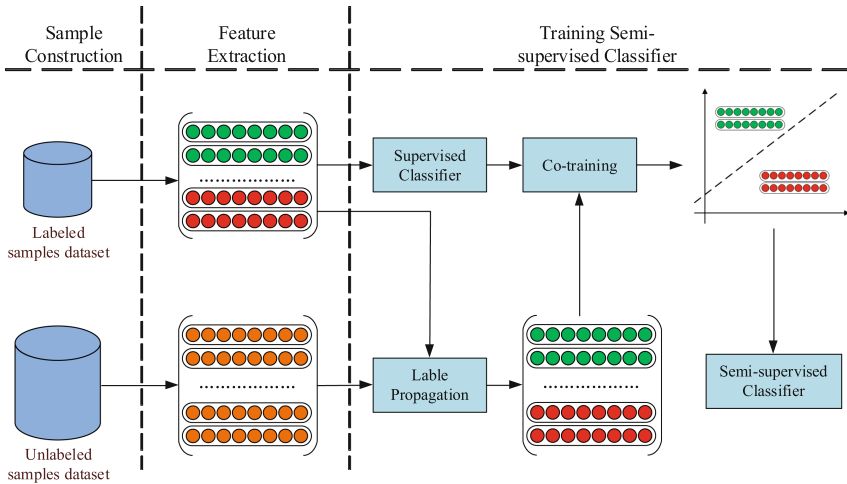 Sample
Construction
Feature
Extraction
Training Semi-
supervised Classifier
Labeled
samples dataset
Supervised
Classifier
Co-training
Unlabeled
samples dataset
Lable
Propagation
Semi-supervised
Classifier